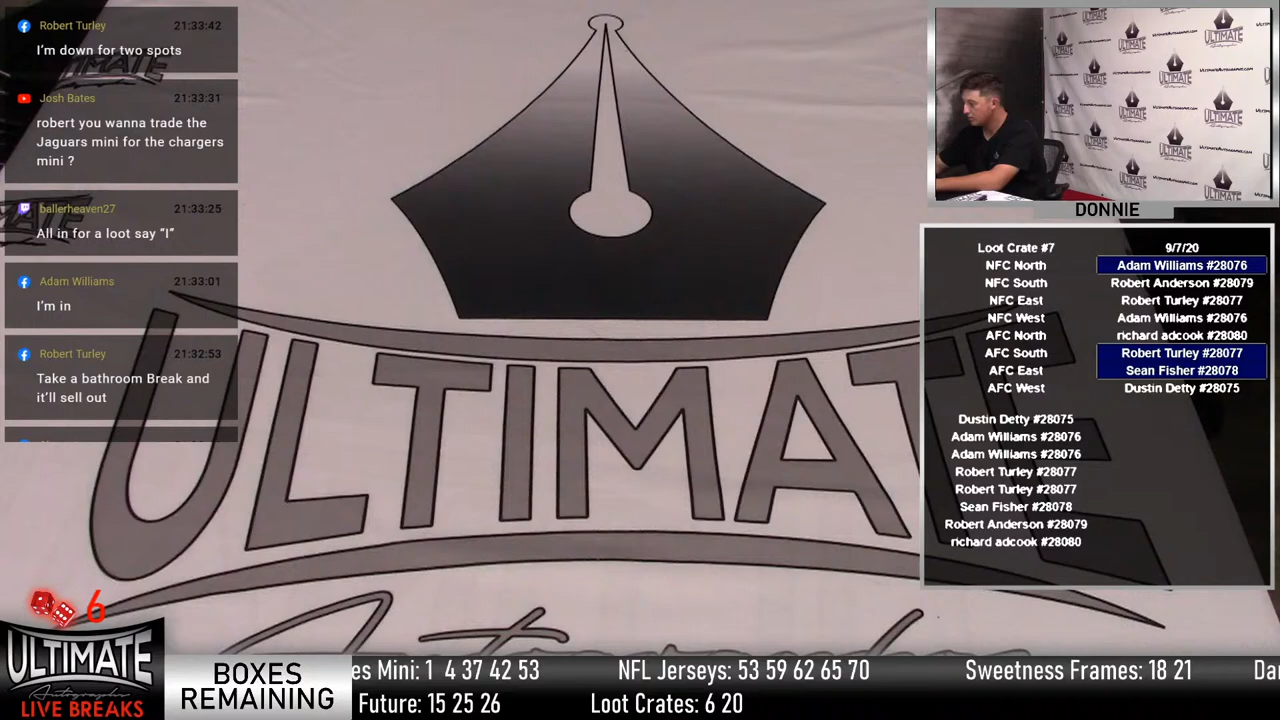 Robert Turley 21:33:42
I'm down for two spots
Josh Bates 21:33:31
robert you wanna trade the
Jaguars mini for the chargers
mini ?
ballerheaven27 21:33:25
All in for a loot say "I"
Adam Williams 21:33:01
I'm in
Robert Turley 21:32:53
Take a bathroom Break and
it'll sell out
ULTIMA
ULTIMATE
DONNIE
Loot Crate #7 9/7/20
NFC North Adam Williams #28076
NFC South Robert Anderson #28079
NFC East Robert Turley #28077
NFC West Adam Williams #28076
AFC North richard adcook #28080
AFC South Robert Turley #28077
AFC East Sean Fisher #28078
AFC West Dustin Detty #28075
Dustin Detty #28075
Adam Williams #28076
Adam Williams #28076
Robert Turley #28077
Robert Turley #28077
Sean Fisher #28078
Robert Anderson #28079
richard adcook #28080
6
ULTIMATE
Autographs
LIVE BREAKS
BOXES
REMAINING
es Mini: 1 4 37 42 53 NFL Jerseys: 53 59 62 65 70 Sweetness Frames: 18 21 Da
Future: 15 25 26 Loot Crates: 6 20